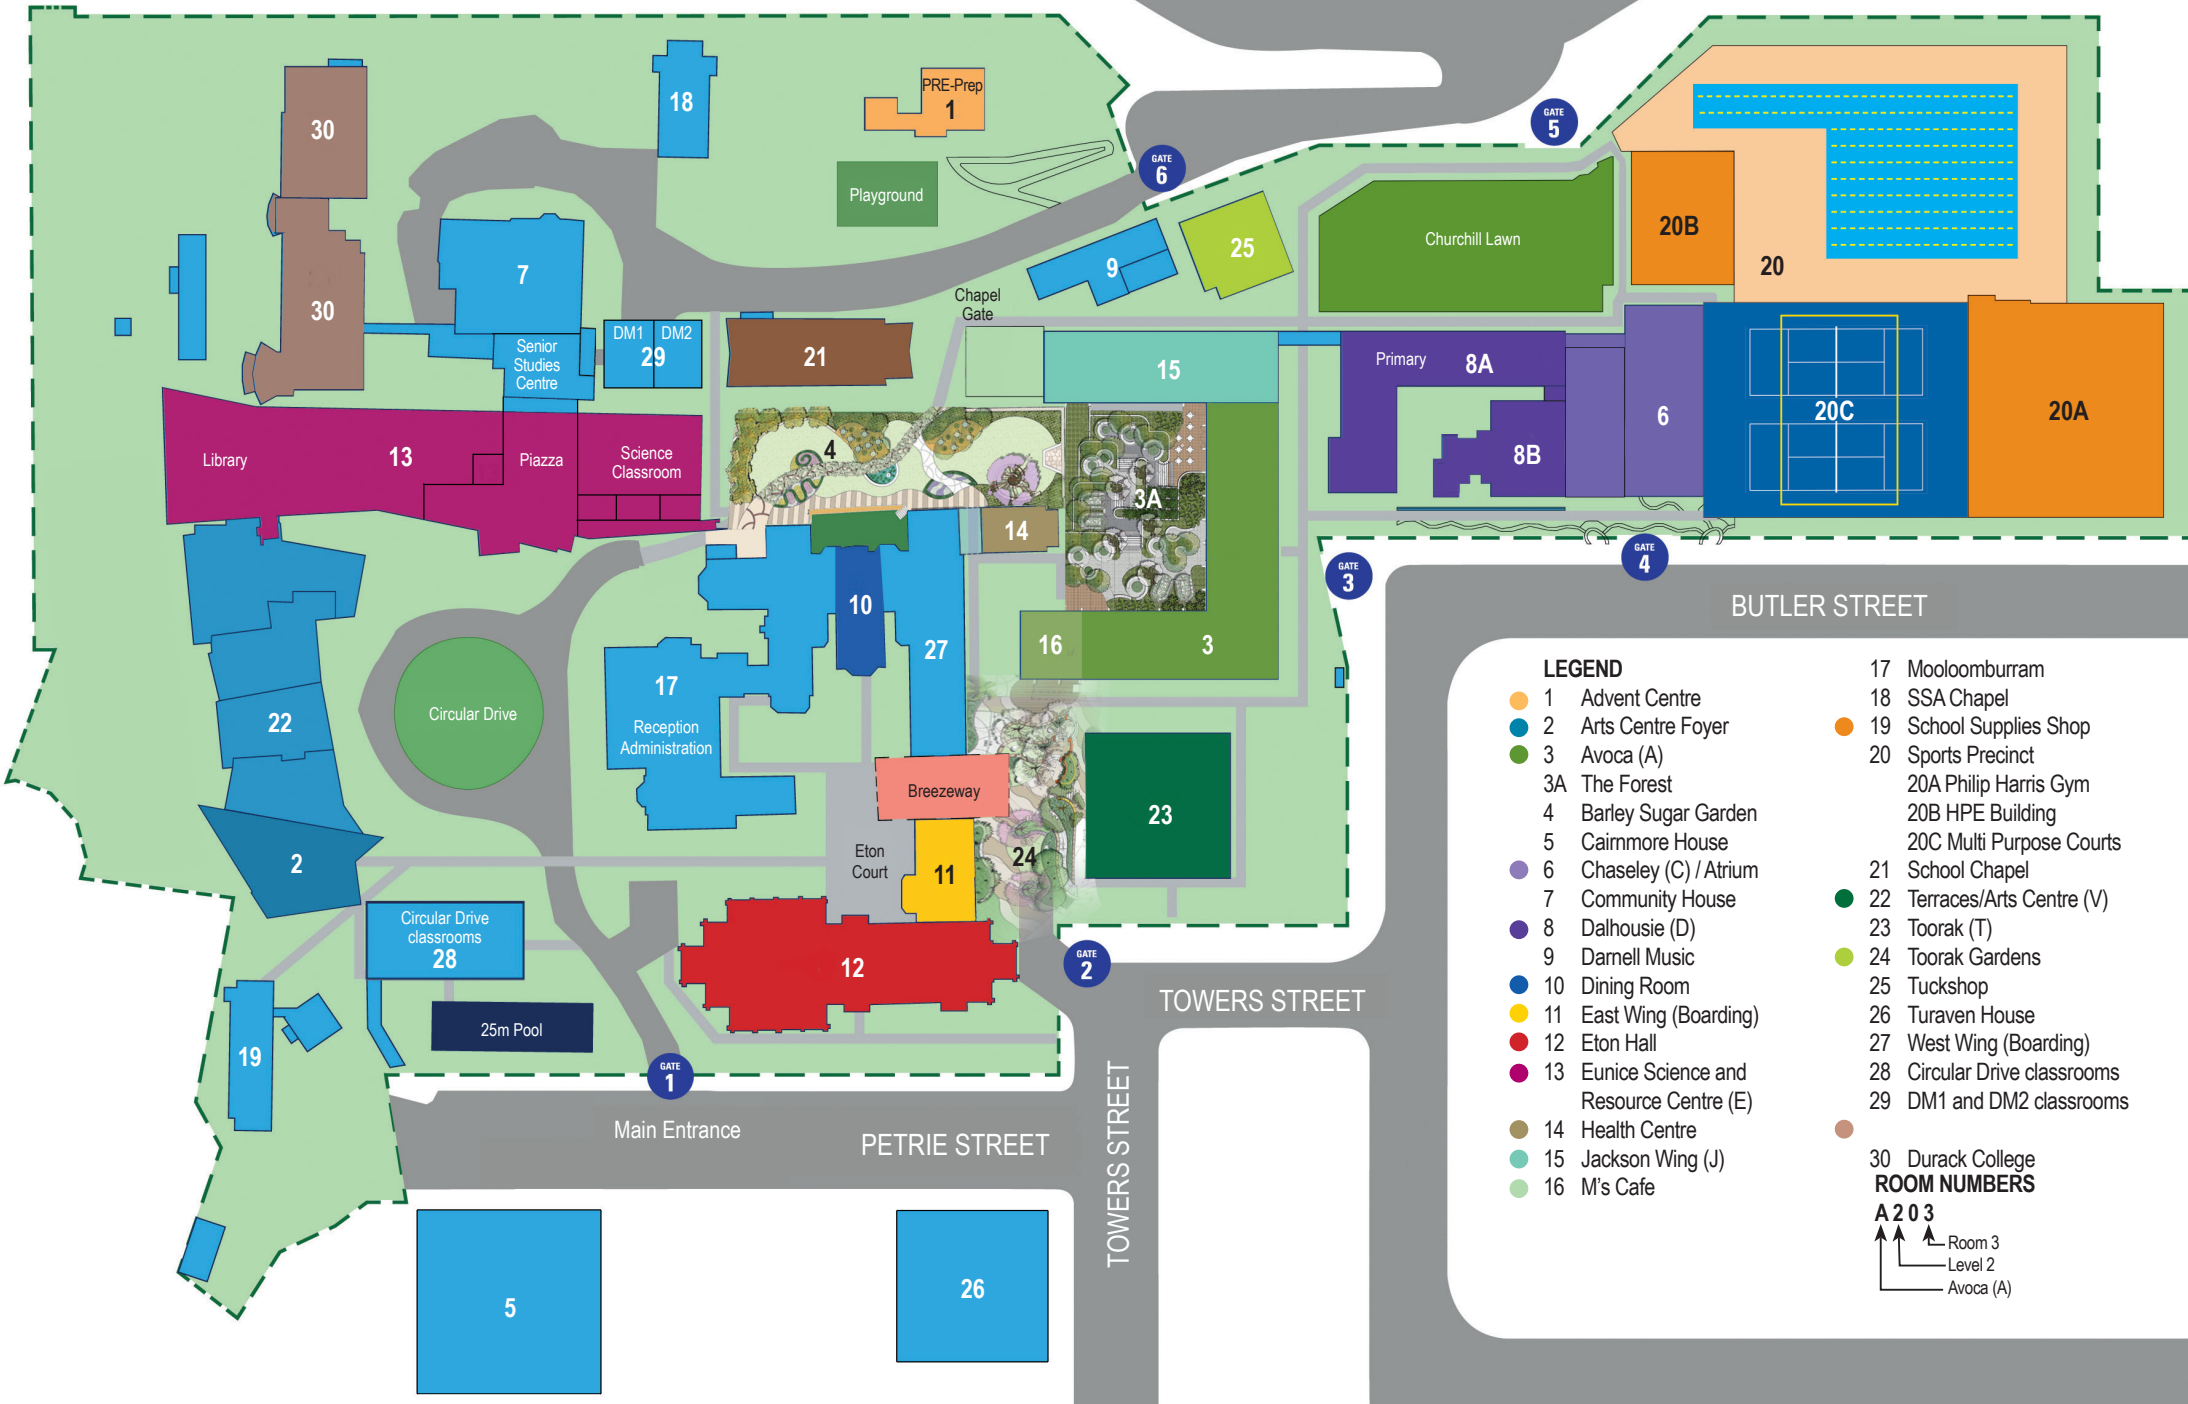 30
18
PRE-Prep
1
GATE
5
GATE
6
Playground
20B
Churchill Lawn
25
9
20
7
30
Chapel
Gate
DM1
DM2
29
Senior
Studies
Centre
21
15
Primary
8A
6
20C
20A
Library
13
Piazza
Science
Classroom
4
8B
3A
14
GATE
4
GATE
3
10
BUTLER STREET
27
16
3
17
Reception
Administration
Circular Drive
22
Breezeway
23
2
Eton
Court
11
24
Circular Drive
classrooms
28
12
GATE
2
TOWERS STREET
25m Pool
19
GATE
1
Main Entrance
PETRIE STREET
TOWERS STREET
5
26
LEGEND
1 Advent Centre
2 Arts Centre Foyer
3 Avoca (A)
3A The Forest
4 Barley Sugar Garden
5 Cairnmore House
6 Chaseley (C) / Atrium
7 Community House
8 Dalhousie (D)
9 Darnell Music
10 Dining Room
11 East Wing (Boarding)
12 Eton Hall
13 Eunice Science and
Resource Centre (E)
14 Health Centre
15 Jackson Wing (J)
16 M's Cafe
17 Mooloomburram
18 SSA Chapel
19 School Supplies Shop
20 Sports Precinct
20A Philip Harris Gym
20B HPE Building
20C Multi Purpose Courts
21 School Chapel
22 Terraces/Arts Centre (V)
23 Toorak (T)
24 Toorak Gardens
25 Tuckshop
26 Turaven House
27 West Wing (Boarding)
28 Circular Drive classrooms
29 DM1 and DM2 classrooms
30 Durack College
ROOM NUMBERS
A 2 0 3
Room 3
Level 2
Avoca (A)